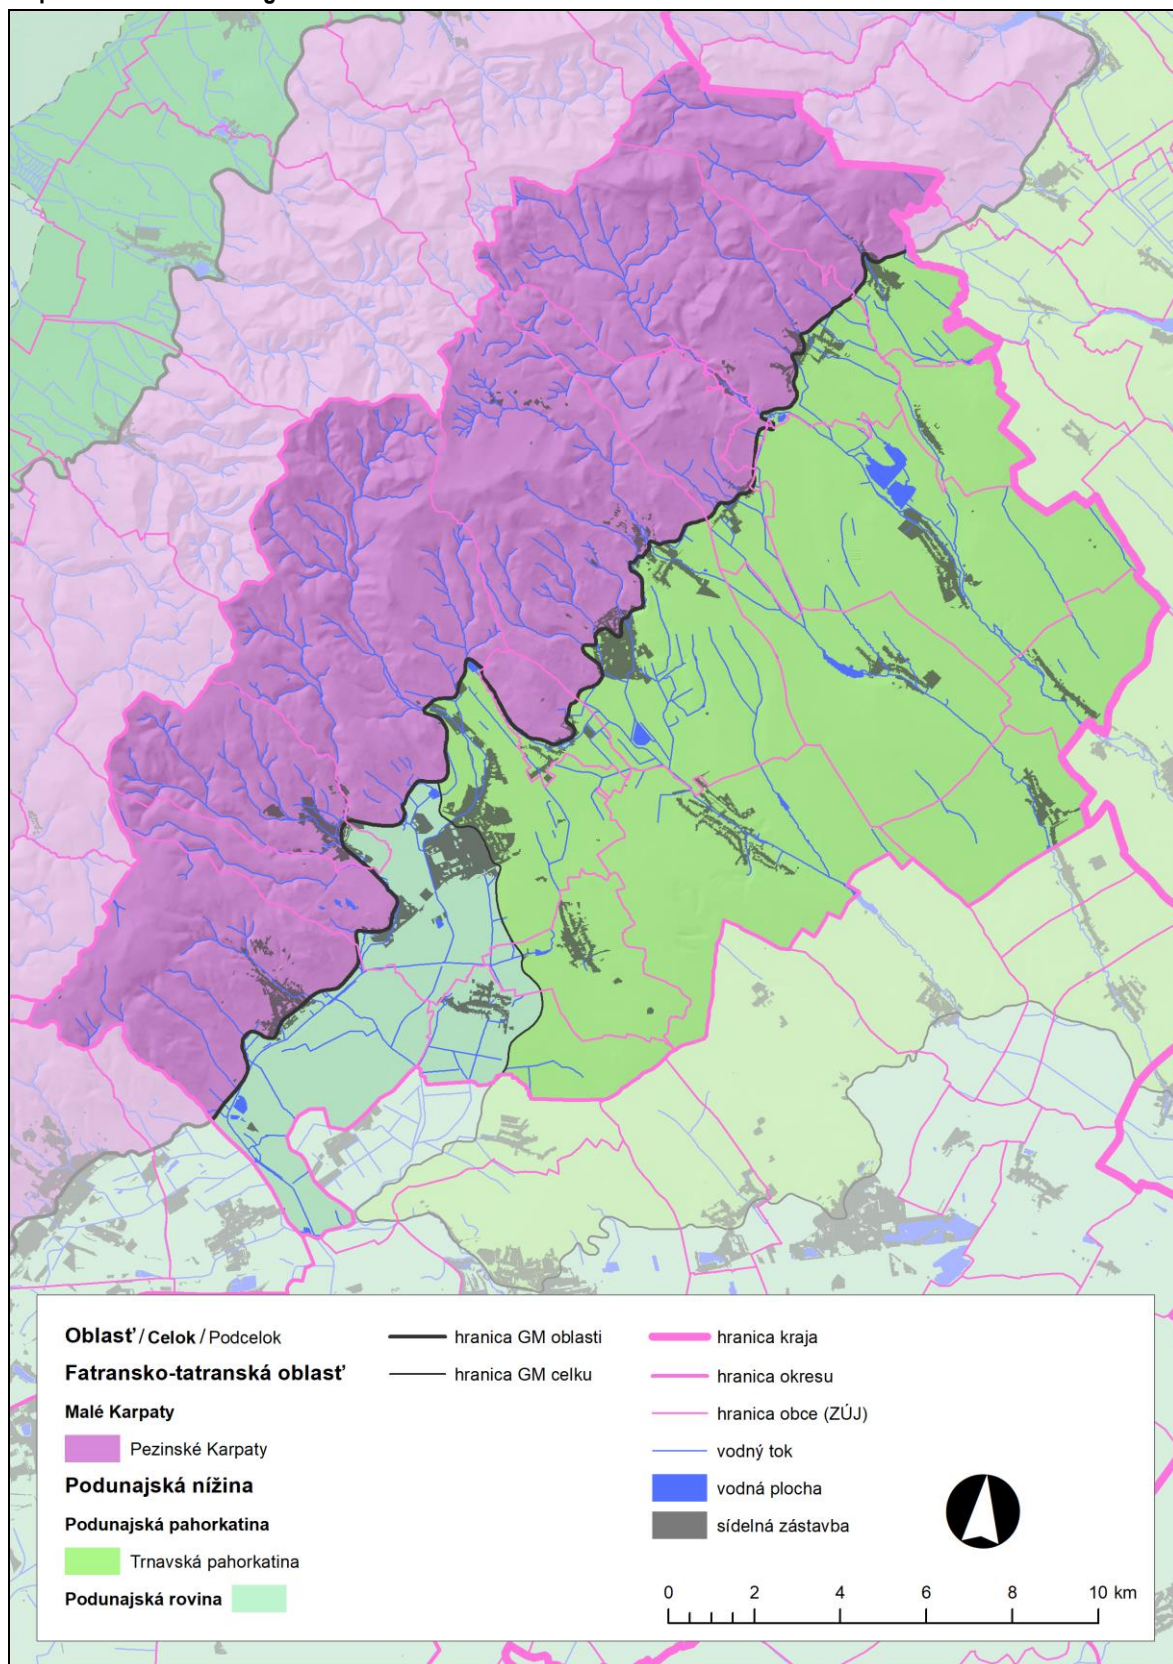 Oblasť / Celok / Podcelok
Fatransko-tatranská oblasť
Malé Karpaty
Pezinské Karpaty
Podunajská nížina
Podunajská pahorkatina
Trnavská pahorkatina
Podunajská rovina
hranica GM oblasti
hranica GM celku
hranica kraja
hranica okresu
hranica obce (ZÚJ)
vodný tok
vodná plocha
sídelná zástavba
0 2 4 6 8 10 km